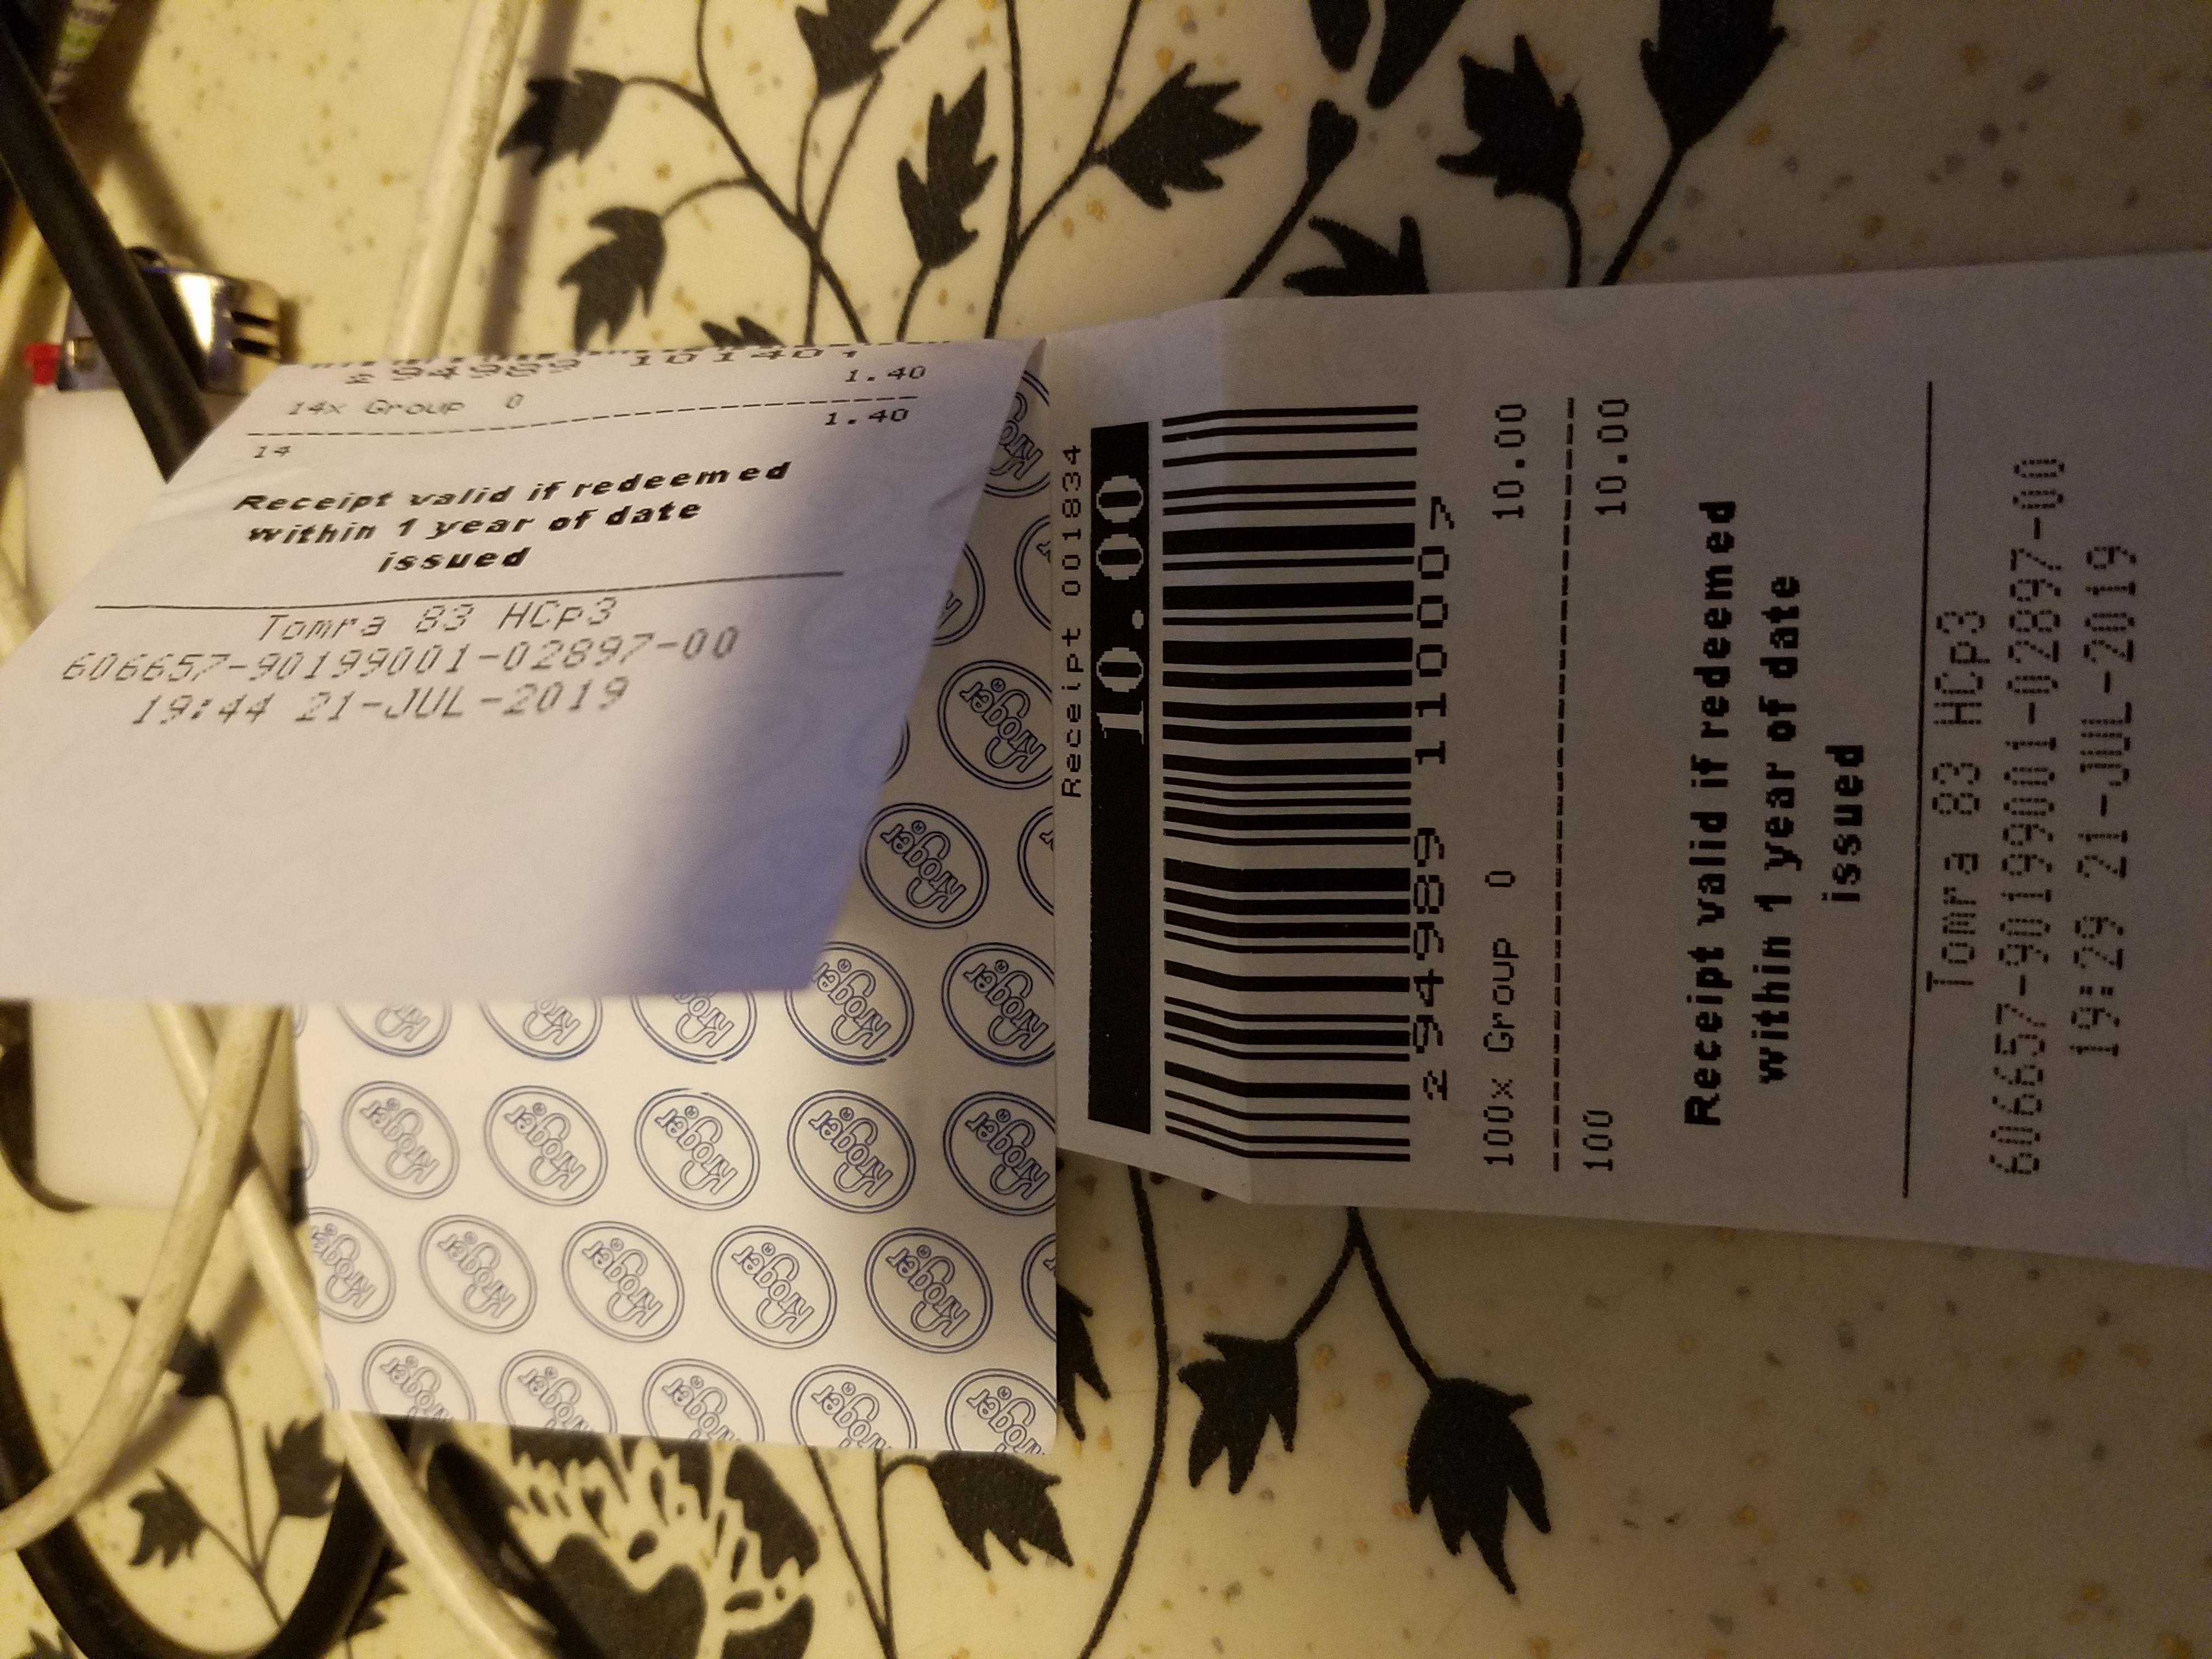 2 94989 101401
14x Group 0 1.40
14 1.40
Receipt valid if redeemed
within 1 year of date
issued
Tomra 83 HCp3
606657-90199001-02897-00
19:44 21-JUL-2019
Kroger
Receipt 001834
10.00
2 94989 110007
100x Group 0 10.00
100 10.00
Receipt valid if redeemed
within 1 year of date
issued
Tomra 83 HCp3
606657-90199001-02897-00
19:29 21-JUL-2019